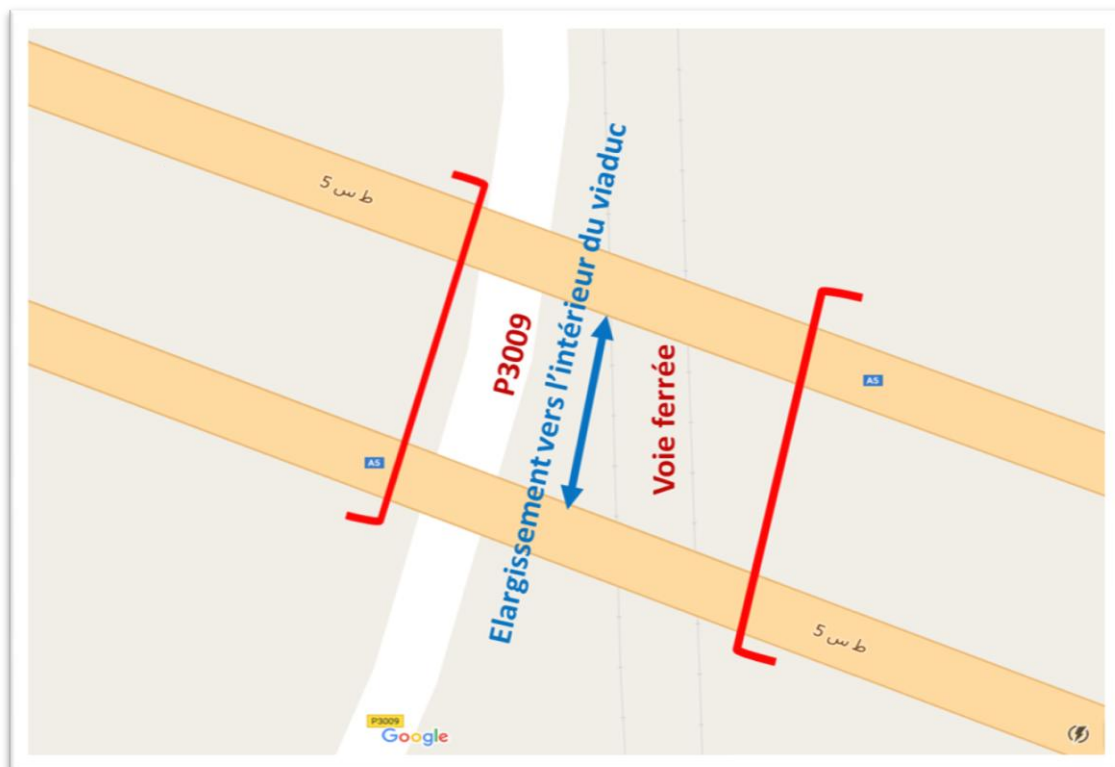 ط س 5
Elargissement vers l'intérieur du viaduc
P3009
Voie ferrée
A5
A5
ط س 5
P3009
Google